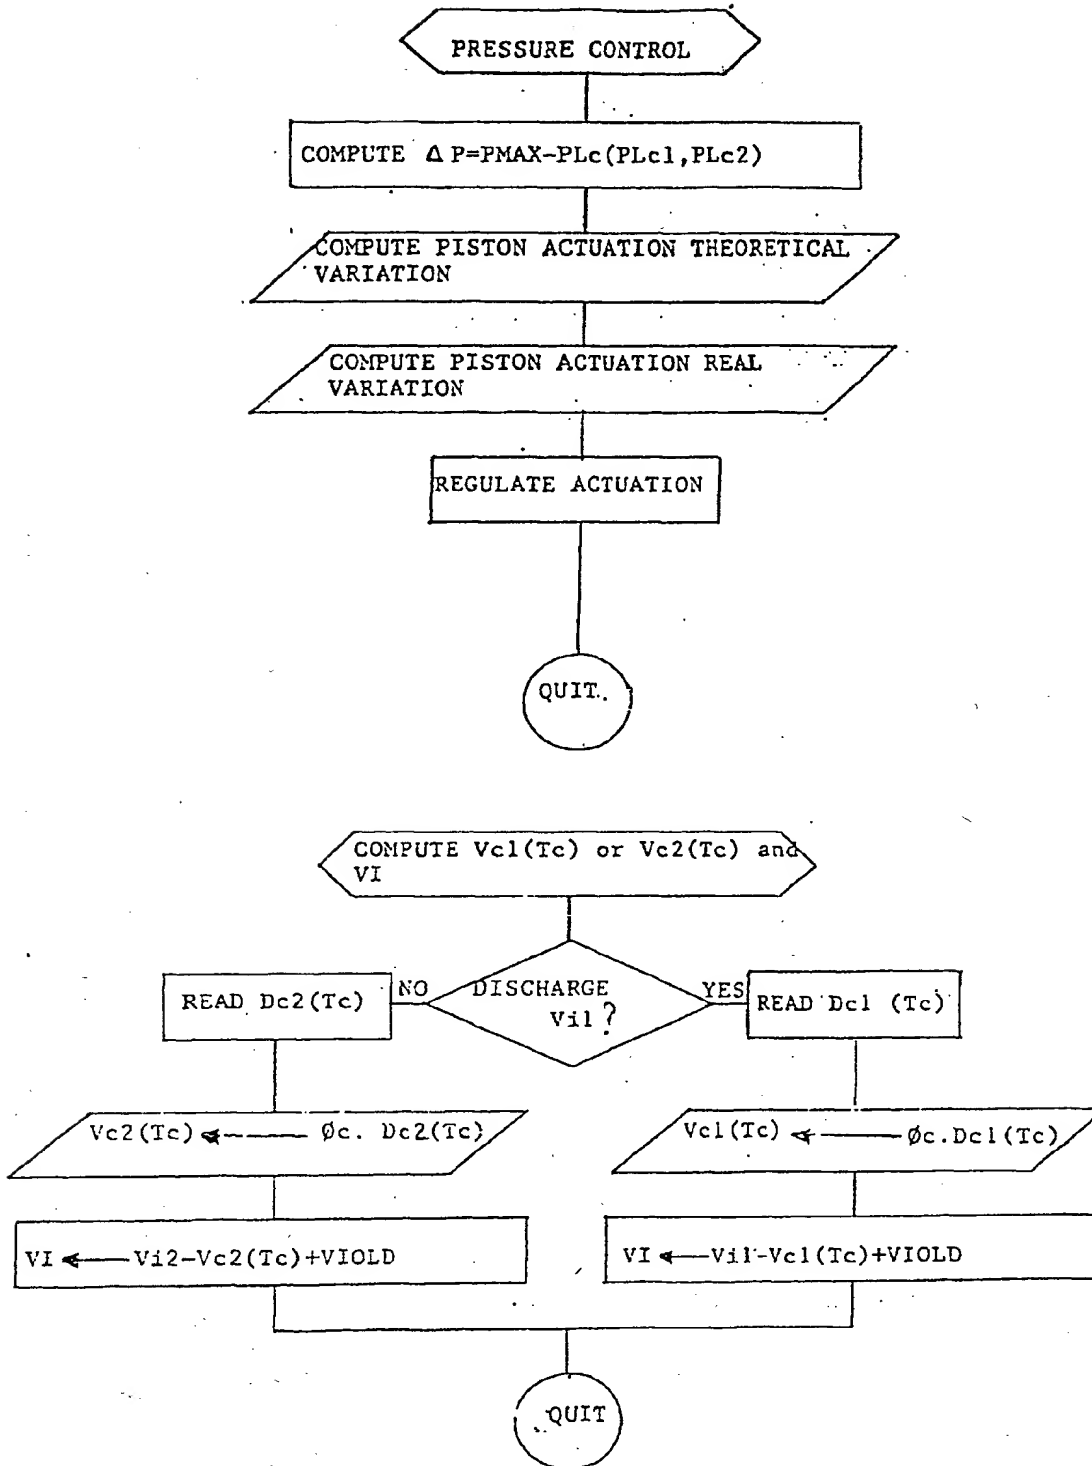 PRESSURE CONTROL
COMPUTE Δ P=PMAX-PLc(PLc1,PLc2)
COMPUTE PISTON ACTUATION THEORETICAL
VARIATION
COMPUTE PISTON ACTUATION REAL
VARIATION
REGULATE ACTUATION
QUIT
COMPUTE Vc1(Tc) or Vc2(Tc) and
VI
READ Dc2(Tc)
NO
DISCHARGE
Vi1?
YES
READ Dc1 (Tc)
Vc2(Tc) ← Øc. Dc2(Tc)
Vc1(Tc) ← Øc.Dc1(Tc)
VI ← Vi2-Vc2(Tc)+VIOLD
VI ← Vi1-Vc1(Tc)+VIOLD
QUIT